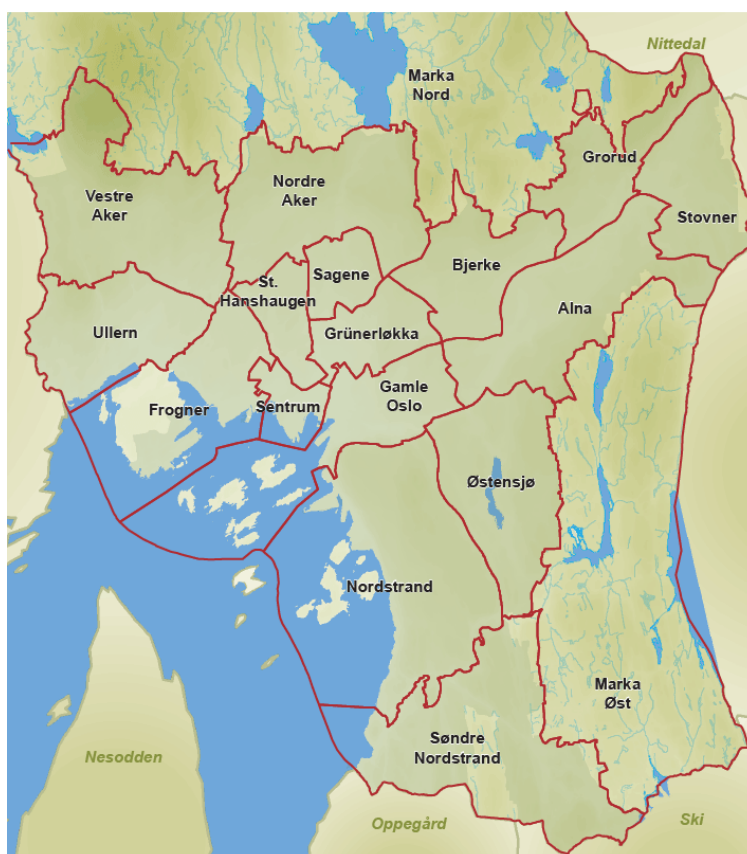 Nittedal
Marka
Nord
Grorud
Nordre
Aker
Vestre
Aker
Stovner
Bjerke
Sagene
St.
Hanshaugen
Alna
Ullern
Grünerløkka
Gamle
Oslo
Frogner
Sentrum
Østensjø
Nordstrand
Marka
Øst
Søndre
Nordstrand
Nesodden
Oppegård
Ski